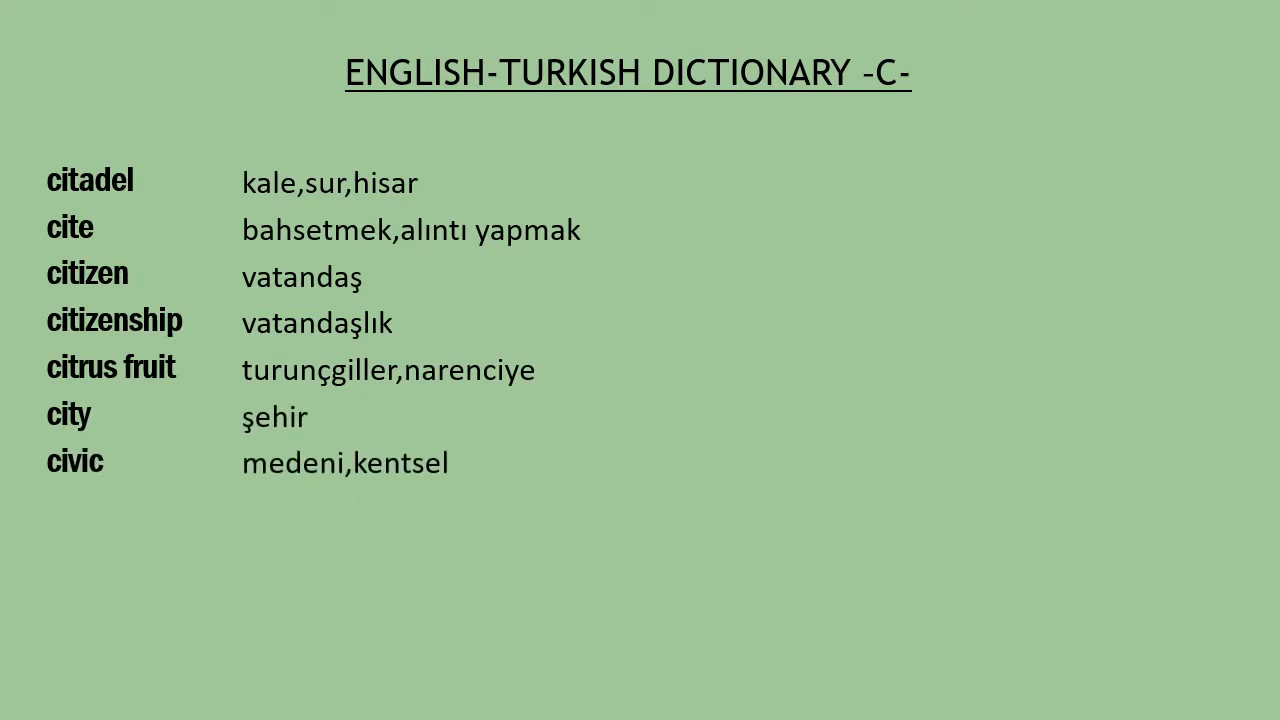 ENGLISH-TURKISH DICTIONARY –C-
citadel kale,sur,hisar
cite bahsetmek,alıntı yapmak
citizen vatandaş
citizenship vatandaşlık
citrus fruit turunçgiller,narenciye
city şehir
civic medeni,kentsel